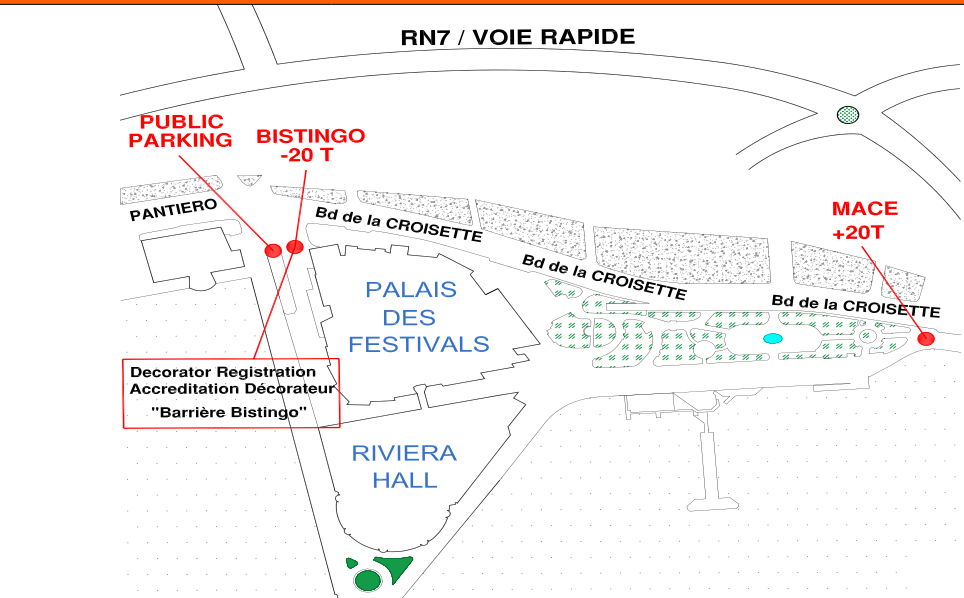 RN7 / VOIE RAPIDE
PUBLIC
PARKING
BISTINGO
-20 T
PANTIERO
Bd de la CROISETTE
MACE
+20T
Bd de la CROISETTE
Bd de la CROISETTE
PALAIS
DES
FESTIVALS
Decorator Registration
Accreditation Décorateur
"Barrière Bistingo"
RIVIERA
HALL